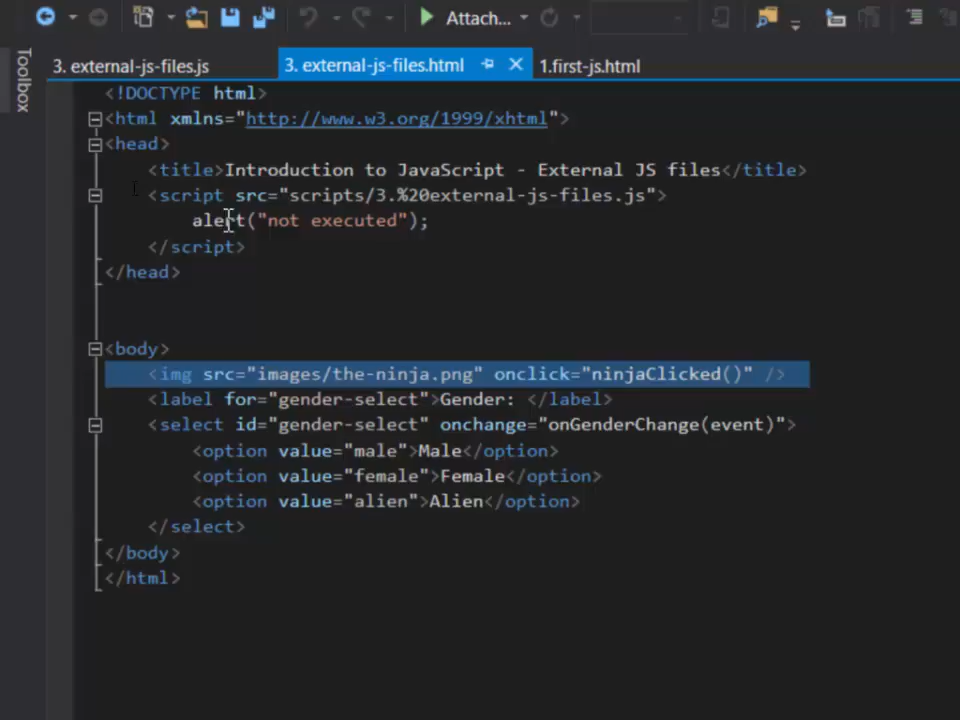 Attach...
Toolbox
3. external-js-files.js
3. external-js-files.html
1.first-js.html
<!DOCTYPE html>
<html xmlns="http://www.w3.org/1999/xhtml">
<head>
<title>Introduction to JavaScript - External JS files</title>
<script src="scripts/3.%20external-js-files.js">
alert("not executed");
</script>
</head>
<body>
<img src="images/the-ninja.png" onclick="ninjaClicked()" />
<label for="gender-select">Gender: </label>
<select id="gender-select" onchange="onGenderChange(event)">
<option value="male">Male</option>
<option value="female">Female</option>
<option value="alien">Alien</option>
</select>
</body>
</html>